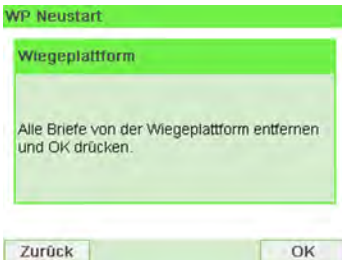 WP Neustart
Wiegeplattform
Alle Briefe von der Wiegeplattform entfernen
und OK drücken.
Zurück
OK